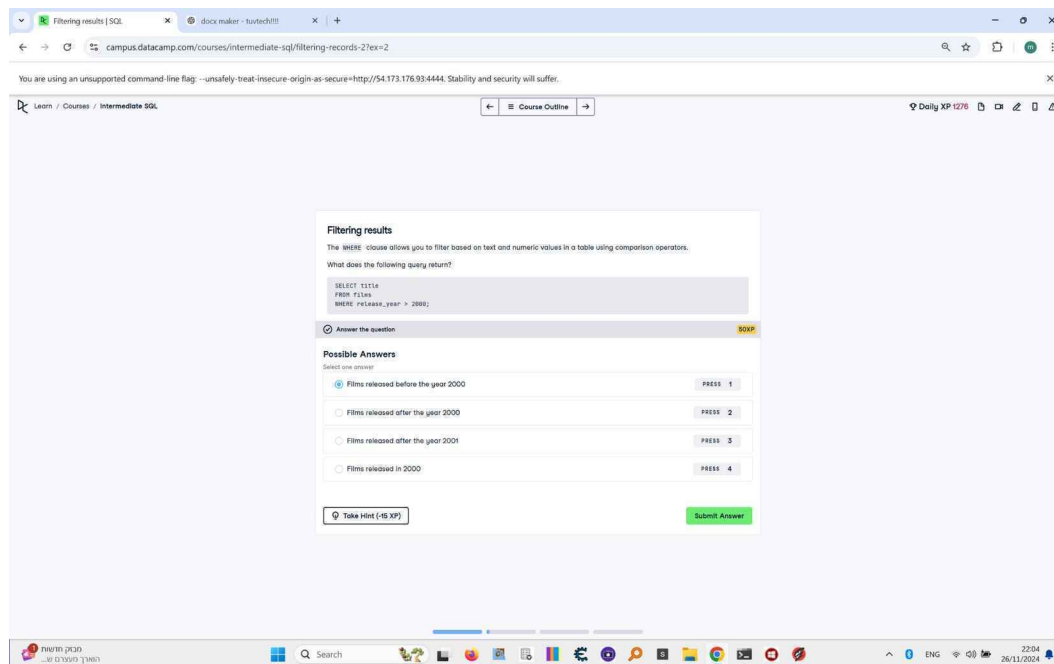 Filtering results | SQL
docx maker - tuvtech!!!!
campus.datacamp.com/courses/intermediate-sql/filtering-records-2?ex=2
m
You are using an unsupported command-line flag: --unsafely-treat-insecure-origin-as-secure=http://54.173.176.93:4444. Stability and security will suffer.
Learn / Courses / Intermediate SQL
Course Outline
Daily XP 1276
Filtering results
The WHERE clause allows you to filter based on text and numeric values in a table using comparison operators.
What does the following query return?
SELECT title
FROM films
WHERE release_year > 2000;
Answer the question
50XP
Possible Answers
Select one answer
Films released before the year 2000
PRESS 1
Films released after the year 2000
PRESS 2
Films released after the year 2001
PRESS 3
Films released in 2000
PRESS 4
Take Hint (-15 XP)
Submit Answer
1
מבזק חדשות
הוארך מעצרם ש...
Search
S
ENG
22:04
26/11/2024